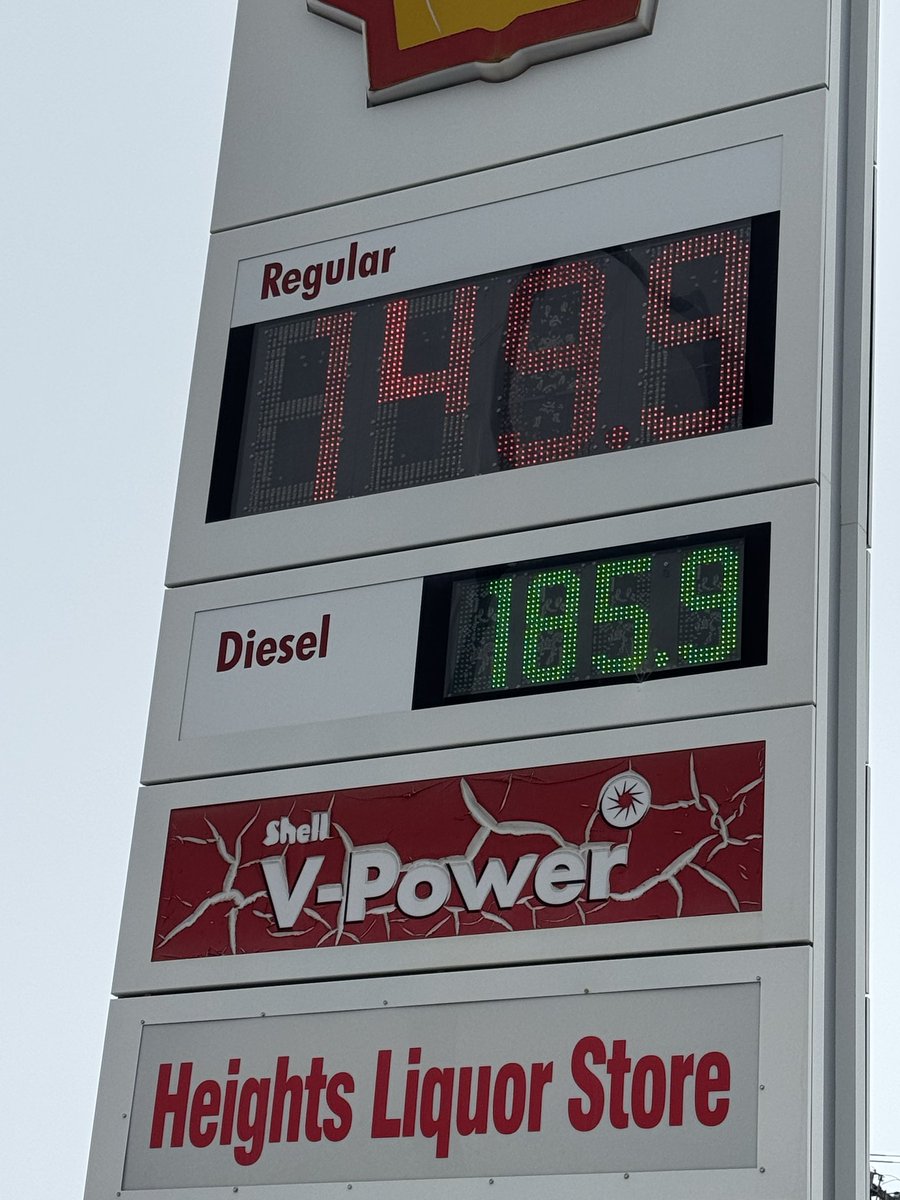 Regular
149.9
Diesel
185.9
Shell
V-Power
Heights Liquor Store